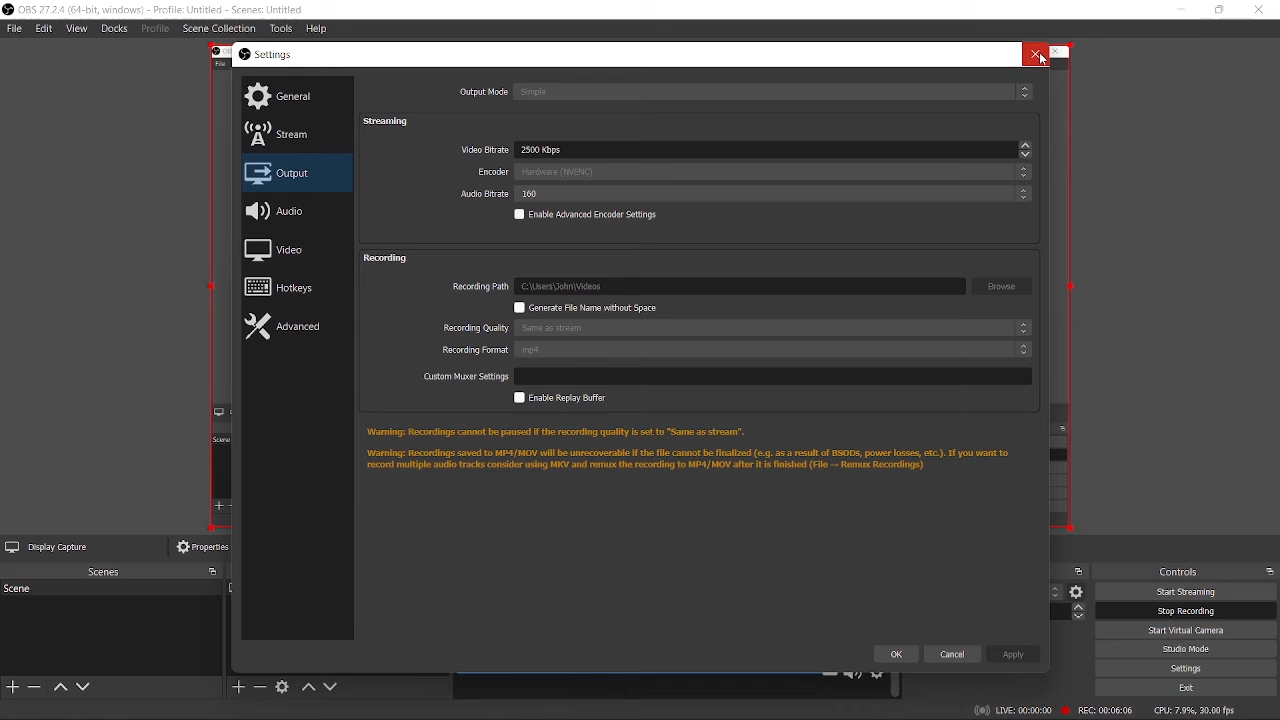 OBS 27.2.4 (64-bit, windows) - Profile: Untitled - Scenes: Untitled
File Edit View Docks Profile Scene Collection Tools Help
Settings
File
General
Stream
Output
Audio
Video
Hotkeys
Advanced
Output Mode Simple
Streaming
Video Bitrate 2500 Kbps
Encoder Hardware (NVENC)
Audio Bitrate 160
Enable Advanced Encoder Settings
Recording
Recording Path C:\Users\John\Videos Browse
Generate File Name without Space
Recording Quality Same as stream
Recording Format mp4
Custom Muxer Settings
Enable Replay Buffer
Warning: Recordings cannot be paused if the recording quality is set to "Same as stream".
Warning: Recordings saved to MP4/MOV will be unrecoverable if the file cannot be finalized (e.g. as a result of BSODs, power losses, etc.). If you want to
record multiple audio tracks consider using MKV and remux the recording to MP4/MOV after it is finished (File → Remux Recordings)
OK Cancel Apply
Display Capture Properties
Scenes
Scene
Controls
Start Streaming
Stop Recording
Start Virtual Camera
Studio Mode
Settings
Exit
LIVE: 00:00:00 REC: 00:06:06 CPU: 7.9%, 30.00 fps